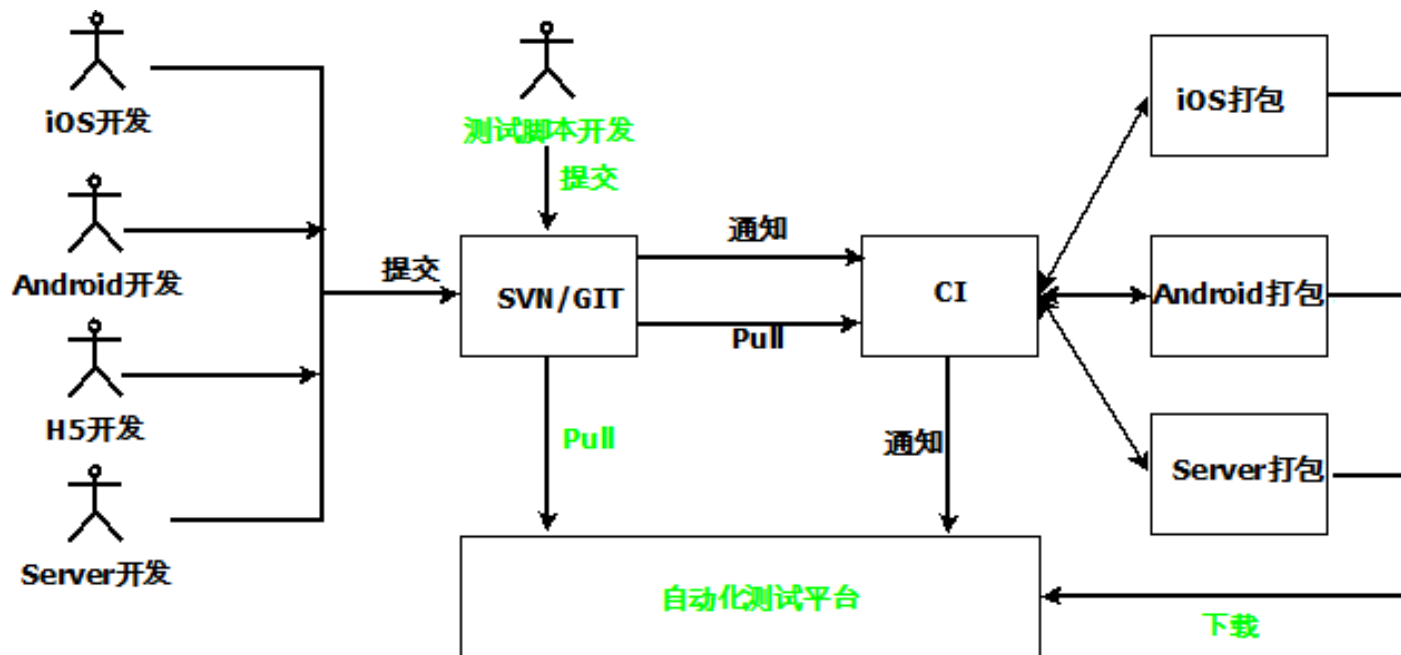 iOS开发
测试脚本开发
提交
iOS打包
Android开发
提交
通知
SVN/GIT
CI
Android打包
Pull
H5开发
Pull
通知
Server打包
Server开发
自动化测试平台
下载